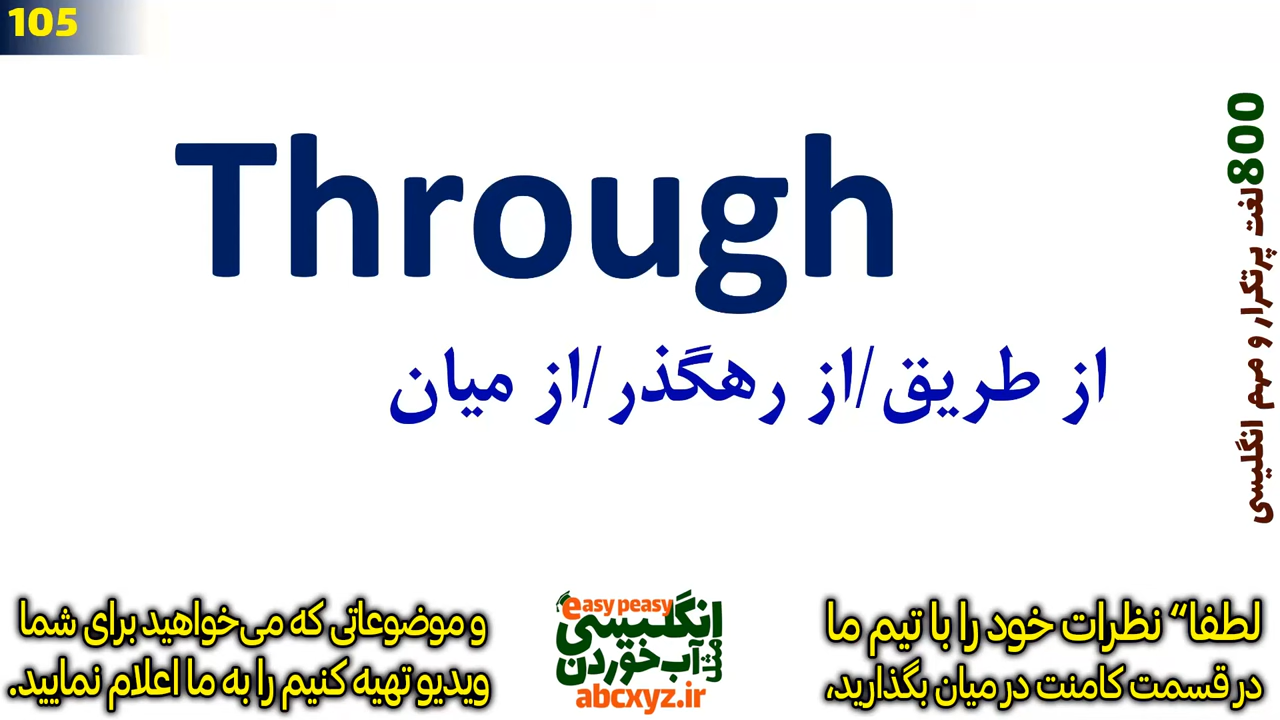 105
Through
از طریق/از رهگذر/از میان
800 لغت پرتکرار و مهم انگلیسی
لطفا“ نظرات خود را با تیم ما
در قسمت کامنت در میان بگذارید،
و موضوعاتی که می‌خواهید برای شما
ویدیو تهیه کنیم را به ما اعلام نمایید.
easy peasy
انگلیسی
مثل آب خوردن
abcxyz.ir